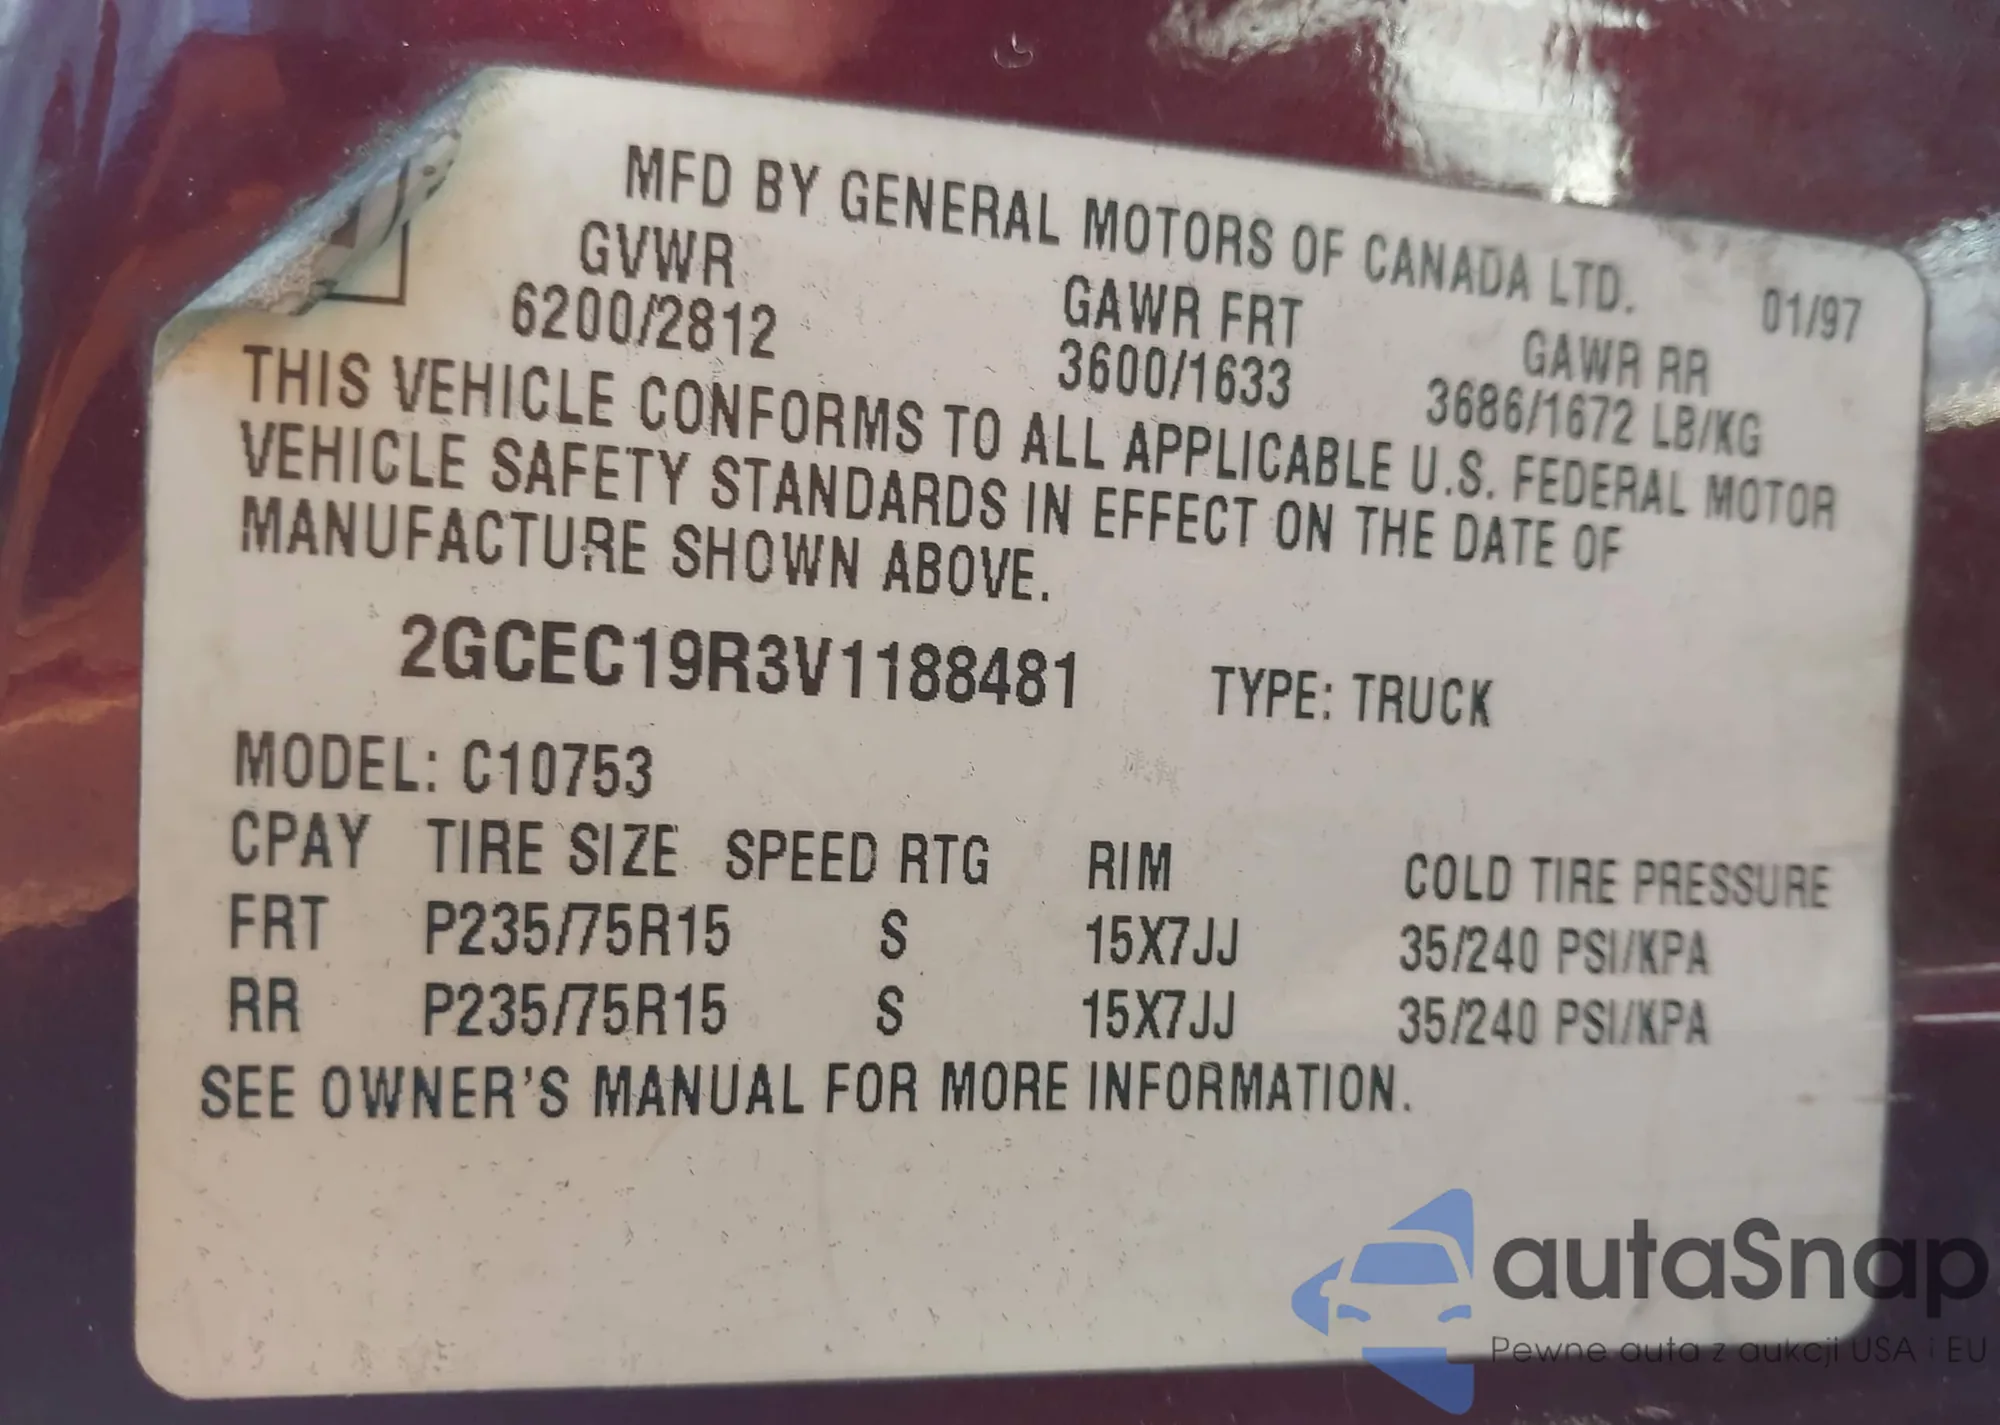 MFD BY GENERAL MOTORS OF CANADA LTD. 01/97
GVWR GAWR FRT GAWR RR
6200/2812 3600/1633 3686/1672 LB/KG
THIS VEHICLE CONFORMS TO ALL APPLICABLE U.S. FEDERAL MOTOR
VEHICLE SAFETY STANDARDS IN EFFECT ON THE DATE OF
MANUFACTURE SHOWN ABOVE.
2GCEC19R3V1188481 TYPE: TRUCK
MODEL: C10753
CPAY TIRE SIZE SPEED RTG RIM COLD TIRE PRESSURE
FRT P235/75R15 S 15X7JJ 35/240 PSI/KPA
RR P235/75R15 S 15X7JJ 35/240 PSI/KPA
SEE OWNER'S MANUAL FOR MORE INFORMATION.
autaSnap
Pewne auta z aukcji USA i EU